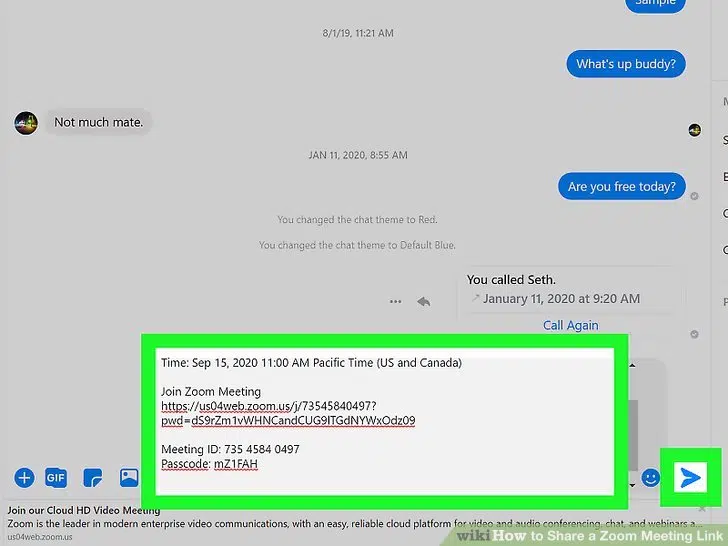 Sample
8/1/19, 11:21 AM
What's up buddy?
Not much mate.
JAN 11, 2020, 8:55 AM
Are you free today?
You changed the chat theme to Red.
You changed the chat theme to Default Blue.
You called Seth.
January 11, 2020 at 9:20 AM
Call Again
Time: Sep 15, 2020 11:00 AM Pacific Time (US and Canada)
Join Zoom Meeting
https://us04web.zoom.us/j/73545840497?
pwd=dS9rZm1vWHNCandCUG9ITGdNYWxOdz09
Meeting ID: 735 4584 0497
Passcode: mZ1FAH
GIF
Join our Cloud HD Video Meeting
Zoom is the leader in modern enterprise video communications, with an easy, reliable cloud platform for video and audio conferencing, chat, and webinars a...
us04web.zoom.us
wikiHow to Share a Zoom Meeting Link